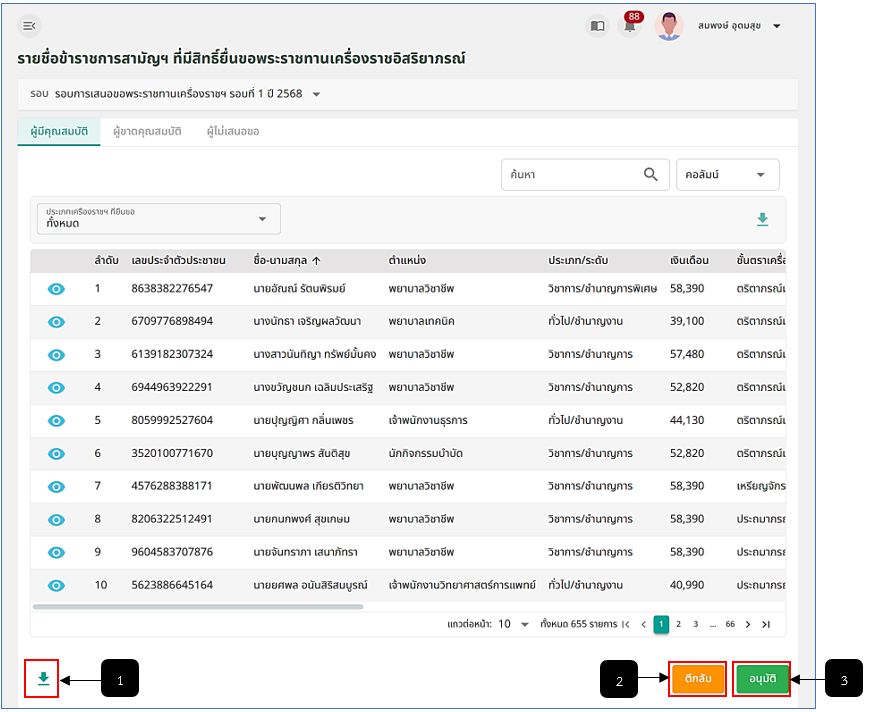 88
สมพงษ์ อุดมสุข
รายชื่อข้าราชการสามัญฯ ที่มีสิทธิ์ยื่นขอพระราชทานเครื่องราชอิสริยาภรณ์
รอบ รอบการเสนอขอพระราชทานเครื่องราชฯ รอบที่ 1 ปี 2568
ผู้มีคุณสมบัติ ผู้ขาดคุณสมบัติ ผู้ไม่เสนอขอ
ค้นหา คอลัมน์
ประเภทเครื่องราชฯ ที่ยื่นขอ
ทั้งหมด
ลำดับ เลขประจำตัวประชาชน ชื่อ-นามสกุล ↑ ตำแหน่ง ประเภท/ระดับ เงินเดือน ชั้นตราเครื่อ
1 8638382276547 นายอัณณ์ รัตนพิรมย์ พยาบาลวิชาชีพ วิชาการ/ชำนาญการพิเศษ 58,390 ตริตาภรณ์
2 6709776898494 นางนัทธา เจริญผลวัฒนา พยาบาลเทคนิค ทั่วไป/ชำนาญงาน 39,100 ตริตาภรณ์
3 6139182307324 นางสาวนันทิญา ทรัพย์มั้นคง พยาบาลวิชาชีพ วิชาการ/ชำนาญการ 57,480 ตริตาภรณ์
4 6944963922291 นางขวัญชนก เฉลิมประเสริฐ พยาบาลวิชาชีพ วิชาการ/ชำนาญการ 52,820 ตริตาภรณ์
5 8059992527604 นายปุญญิศา กลิ่นเพชร เจ้าพนักงานธุรการ ทั่วไป/ชำนาญงาน 44,130 ตริตาภรณ์
6 3520100771670 นายบุญญาพร สันติสุข นักกิจกรรมบำบัด วิชาการ/ชำนาญการ 52,820 ตริตาภรณ์
7 4576288388171 นายพัฒนพล เกียรติวิทยา พยาบาลวิชาชีพ วิชาการ/ชำนาญการ 58,390 เหรียญจักร
8 8206322512491 นายกนกพงศ์ สุขเกษม พยาบาลวิชาชีพ วิชาการ/ชำนาญการ 58,390 ประถมาภร
9 9604583707876 นายจันทราภา เสนาภัทรา พยาบาลวิชาชีพ วิชาการ/ชำนาญการ 58,390 ประถมาภร
10 5623886645164 นายยศพล อนันสิริสมบูรณ์ เจ้าพนักงานวิทยาศาสตร์การแพทย์ ทั่วไป/ชำนาญงาน 40,990 ประถมาภร
แถวต่อหน้า: 10 ทั้งหมด 655 รายการ 1 2 3 ... 66
1 2 ตีกลับ อนุมัติ 3